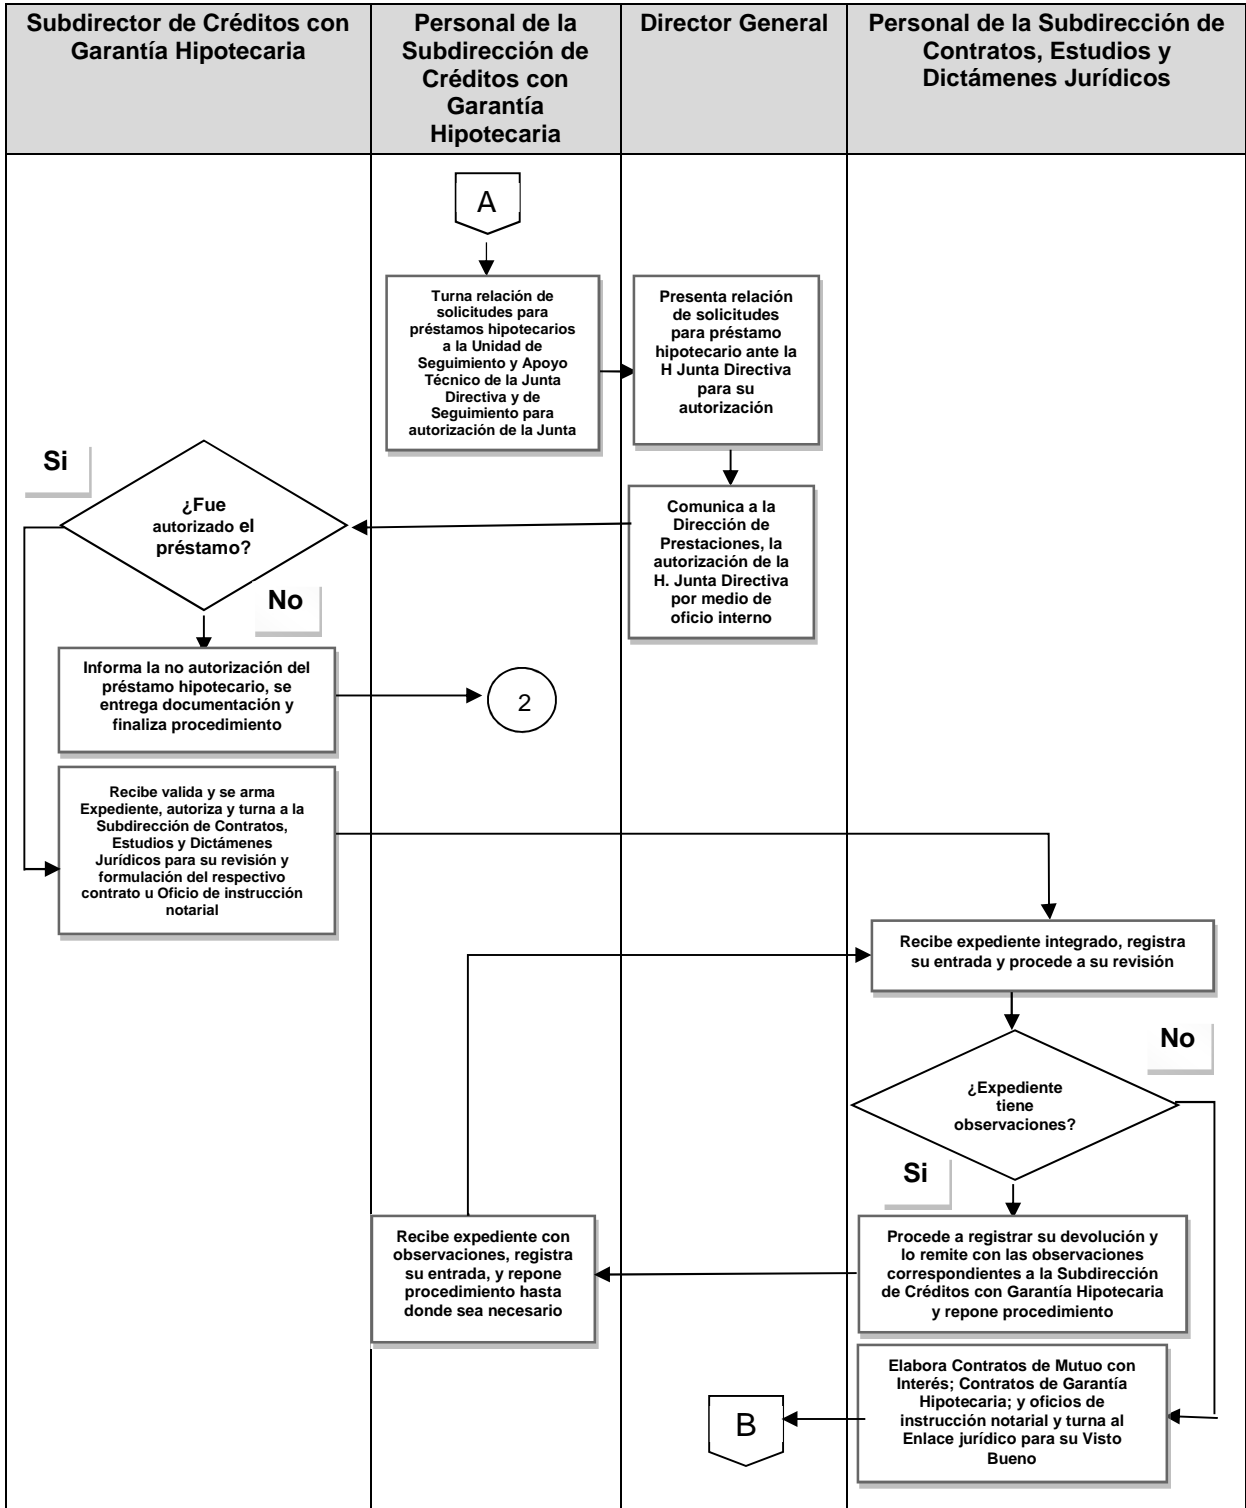 Subdirector de Créditos con
Garantía Hipotecaria
Personal de la
Subdirección de
Créditos con
Garantía
Hipotecaria
Director General
Personal de la Subdirección de
Contratos, Estudios y
Dictámenes Jurídicos
A
Turna relación de
solicitudes para
préstamos hipotecarios
a la Unidad de
Seguimiento y Apoyo
Técnico de la Junta
Directiva y de
Seguimiento para
autorización de la Junta
Presenta relación
de solicitudes
para préstamo
hipotecario ante la
H Junta Directiva
para su
autorización
Si
¿Fue
autorizado el
préstamo?
No
Comunica a la
Dirección de
Prestaciones, la
autorización de la
H. Junta Directiva
por medio de
oficio interno
Informa la no autorización del
préstamo hipotecario, se
entrega documentación y
finaliza procedimiento
2
Recibe valida y se arma
Expediente, autoriza y turna a la
Subdirección de Contratos,
Estudios y Dictámenes
Jurídicos para su revisión y
formulación del respectivo
contrato u Oficio de instrucción
notarial
Recibe expediente integrado, registra
su entrada y procede a su revisión
No
¿Expediente
tiene
observaciones?
Si
Recibe expediente con
observaciones, registra
su entrada, y repone
procedimiento hasta
donde sea necesario
Procede a registrar su devolución y
lo remite con las observaciones
correspondientes a la Subdirección
de Créditos con Garantía Hipotecaria
y repone procedimiento
Elabora Contratos de Mutuo con
Interés; Contratos de Garantía
Hipotecaria; y oficios de
instrucción notarial y turna al
Enlace jurídico para su Visto
Bueno
B